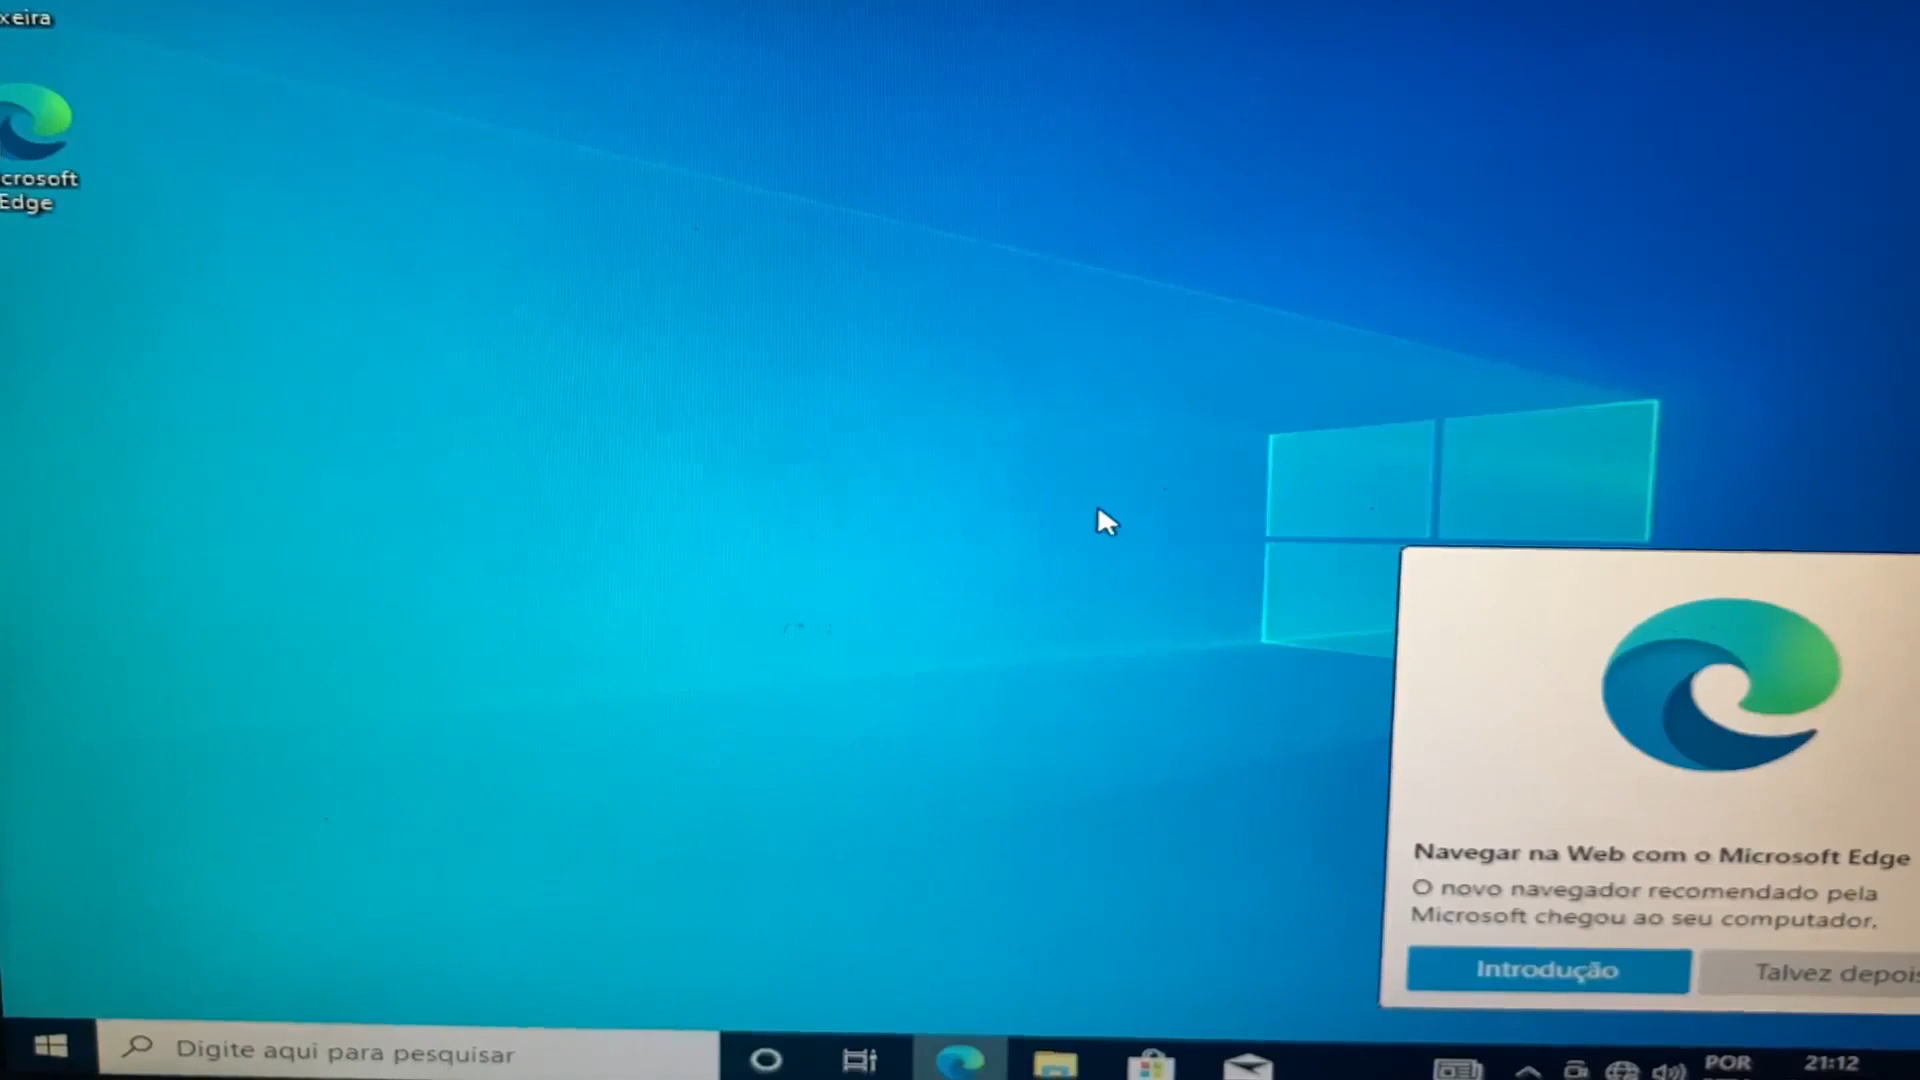 xeira
crosoft
Edge
Navegar na Web com o Microsoft Edge
O novo navegador recomendado pela
Microsoft chegou ao seu computador.
Introdução
Talvez depois
Digite aqui para pesquisar
POR
21:12